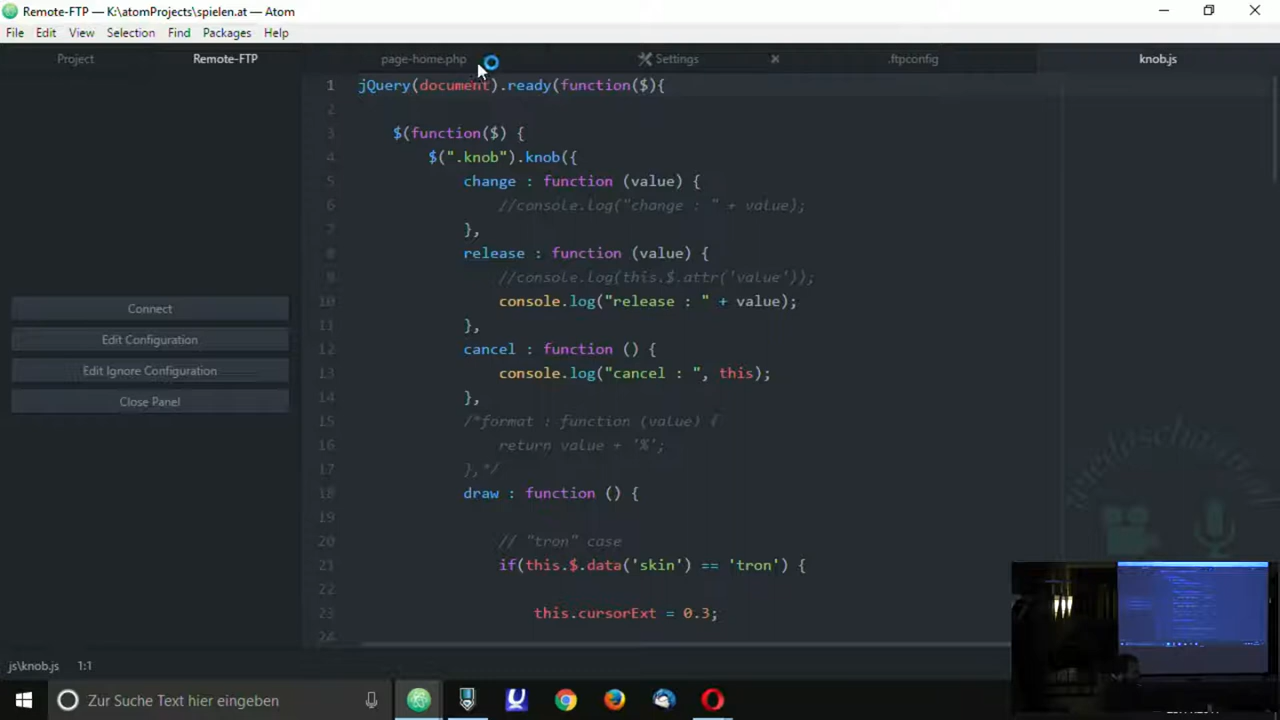 Remote-FTP — K:\atomProjects\spielen.at — Atom
File Edit View Selection Find Packages Help
Project Remote-FTP page-home.php Settings .ftpconfig knob.js
1 jQuery(document).ready(function($){
2
3 $(function($) {
4 $(".knob").knob({
5 change : function (value) {
6 //console.log("change : " + value);
7 },
8 release : function (value) {
9 //console.log(this.$.attr('value'));
10 console.log("release : " + value);
11 },
12 cancel : function () {
13 console.log("cancel : ", this);
14 },
15 /*format : function (value) {
16 return value + '%';
17 },*/
18 draw : function () {
19
20 // "tron" case
21 if(this.$.data('skin') == 'tron') {
22
23 this.cursorExt = 0.3;
24
Connect
Edit Configuration
Edit Ignore Configuration
Close Panel
js\knob.js 1:1
Zur Suche Text hier eingeben